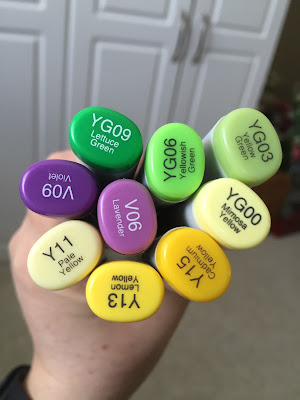 YG09
Lettuce
Green
YG06
Yellowish
Green
YG03
Yellow
Green
V09
Violet
V06
Lavender
YG00
Mimosa
Yellow
Y11
Pale
Yellow
Y13
Lemon
Yellow
Y15
Cadmium
Yellow